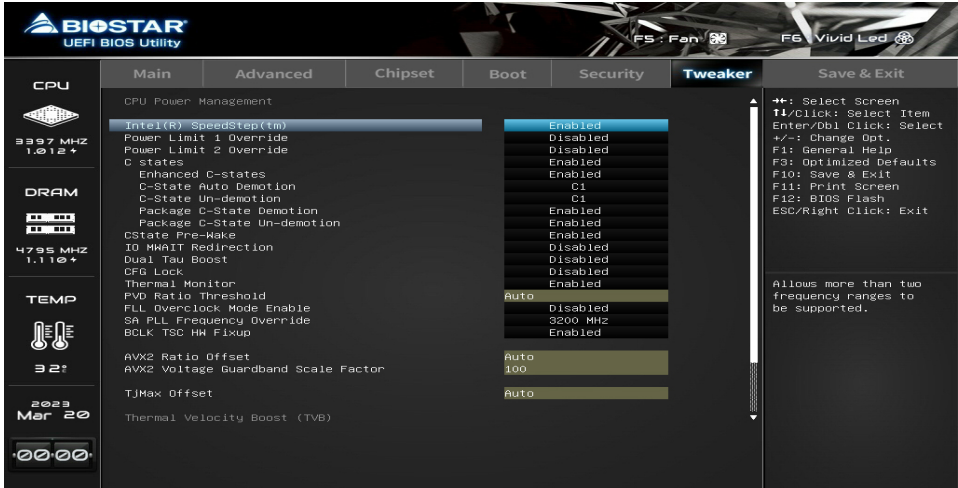 BIOSTAR®
UEFI BIOS Utility
F5 : Fan
F6 Vivid Led
Main Advanced Chipset Boot Security Tweaker Save & Exit
CPU
3397 MHZ
1.012
DRAM
4795 MHZ
1.110
TEMP
32
2023
Mar 20
00:00
CPU Power Management
Intel(R) SpeedStep(tm) Enabled
Power Limit 1 Override Disabled
Power Limit 2 Override Disabled
C states Enabled
Enhanced C-states Enabled
C-State Auto Demotion C1
C-State Un-demotion C1
Package C-State Demotion Enabled
Package C-State Un-demotion Enabled
CState Pre-Wake Enabled
IO MWAIT Redirection Disabled
Dual Tau Boost Disabled
CFG Lock Disabled
Thermal Monitor Enabled
PVD Ratio Threshold Auto
FLL Overclock Mode Enable Disabled
SA PLL Frequency Override 3200 MHz
BCLK TSC HW Fixup Enabled
AVX2 Ratio Offset Auto
AVX2 Voltage Guardband Scale Factor 100
TjMax Offset Auto
Thermal Velocity Boost (TVB)
→←: Select Screen
↑↓/Click: Select Item
Enter/Dbl Click: Select
+/-: Change Opt.
F1: General Help
F3: Optimized Defaults
F10: Save & Exit
F11: Print Screen
F12: BIOS Flash
ESC/Right Click: Exit
Allows more than two
frequency ranges to
be supported.